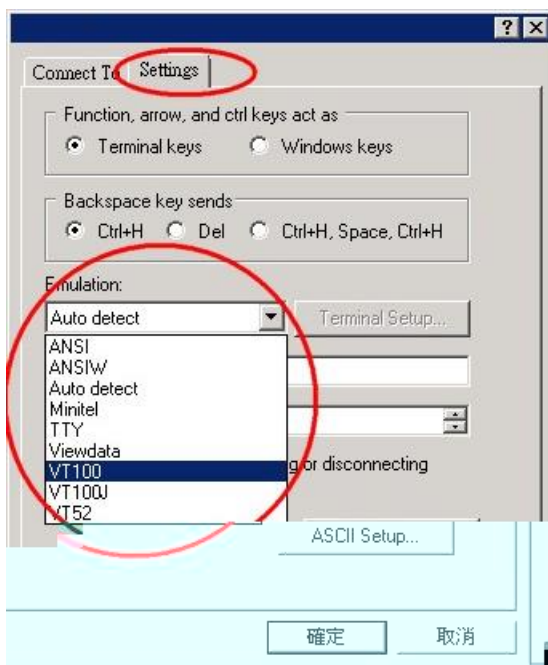 Connect To Settings
Function, arrow, and ctrl keys act as
Terminal keys Windows keys
Backspace key sends
Ctrl+H Del Ctrl+H, Space, Ctrl+H
Emulation:
Auto detect Terminal Setup...
ANSI
ANSIW
Auto detect
Minitel
TTY
Viewdata
VT100 or disconnecting
VT100J
VT52
ASCII Setup...
確定 取消